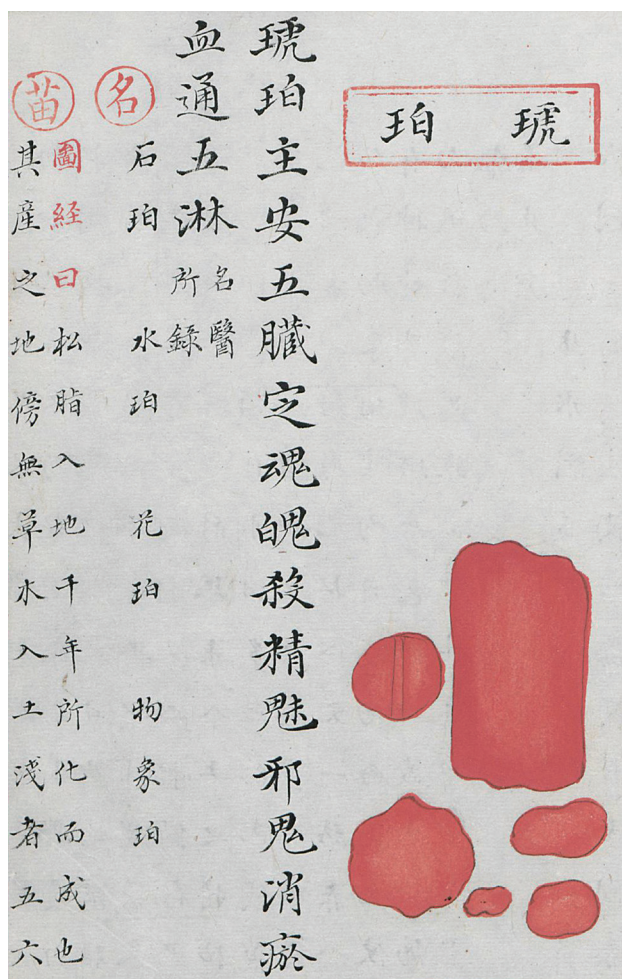 琥珀
琥珀主安五臟定魂魄殺精魅邪鬼消瘀
血通五淋名醫所錄
名 石珀 水珀 花珀 物象珀
苗 圖経曰松脂入地千年所化而成也
其産之地傍無草木入土淺者五六